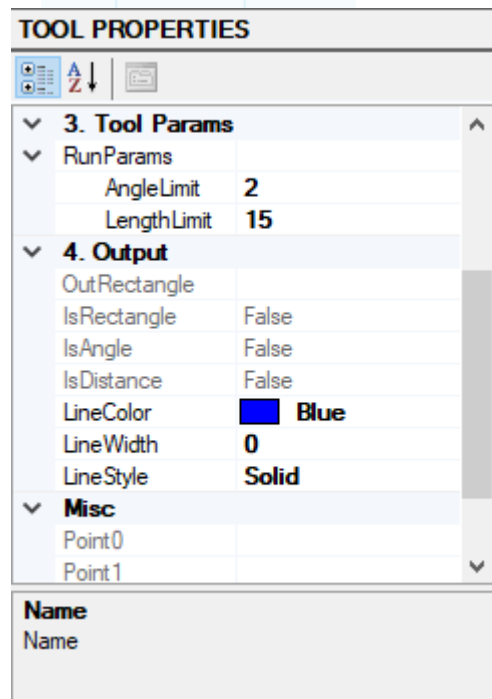 TOOL PROPERTIES
A
Z
3. Tool Params
RunParams
AngleLimit 2
LengthLimit 15
4. Output
OutRectangle
IsRectangle False
IsAngle False
IsDistance False
LineColor Blue
LineWidth 0
LineStyle Solid
Misc
Point0
Point1
Name
Name